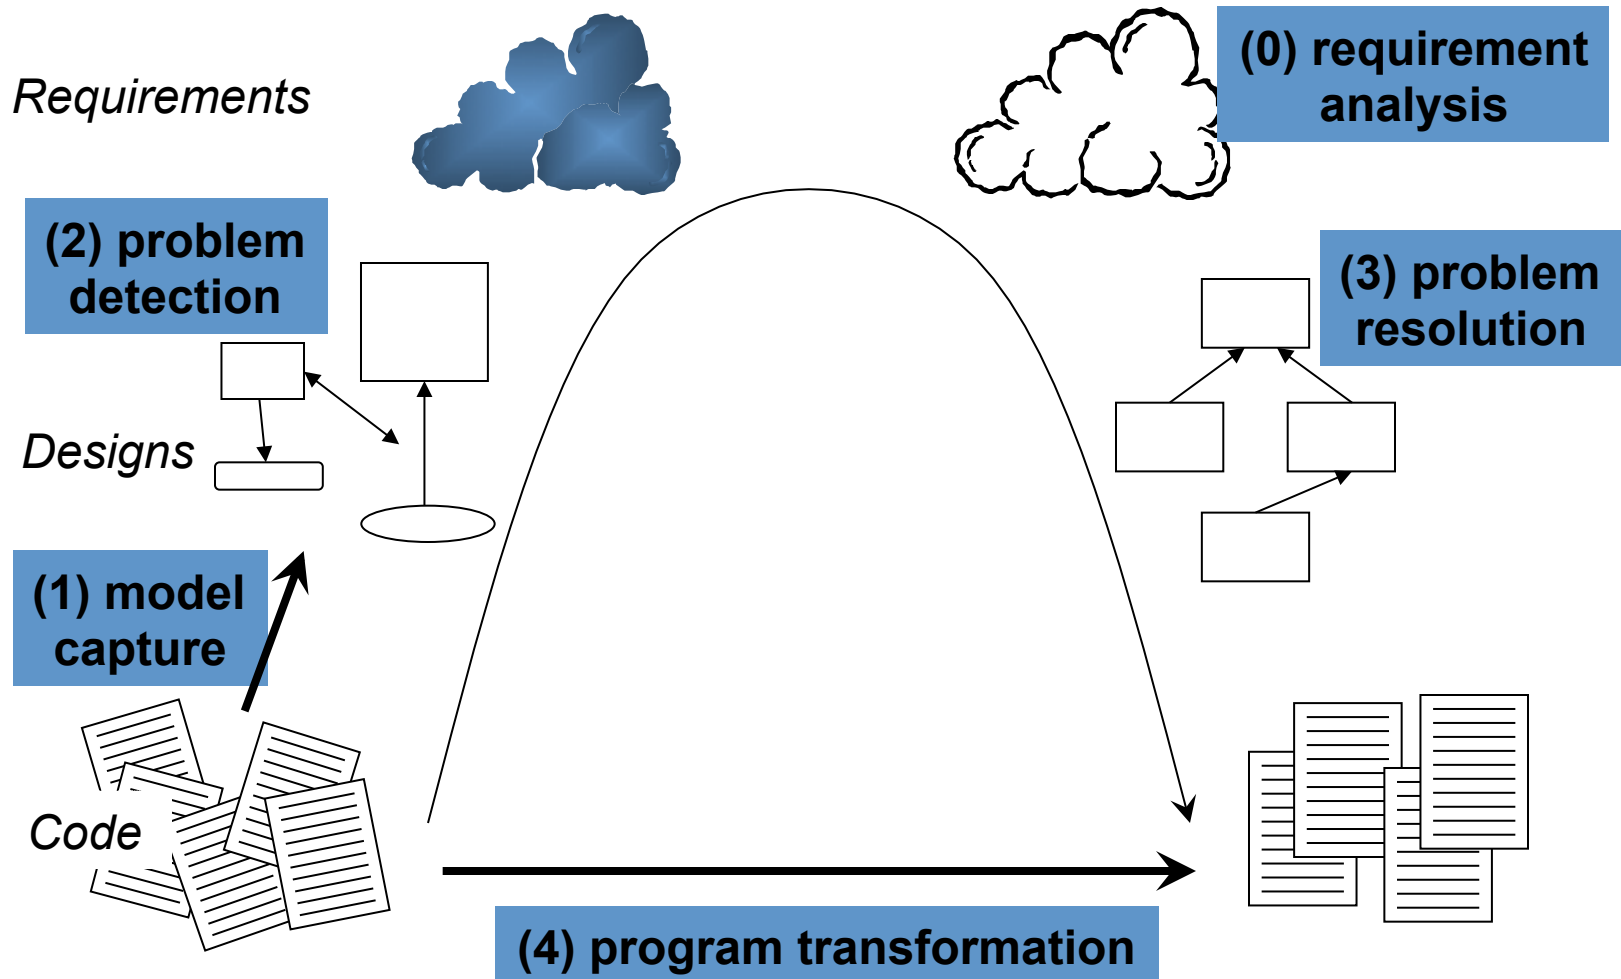 Requirements
(0) requirement
analysis
(2) problem
detection
(3) problem
resolution
Designs
(1) model
capture
Code
(4) program transformation